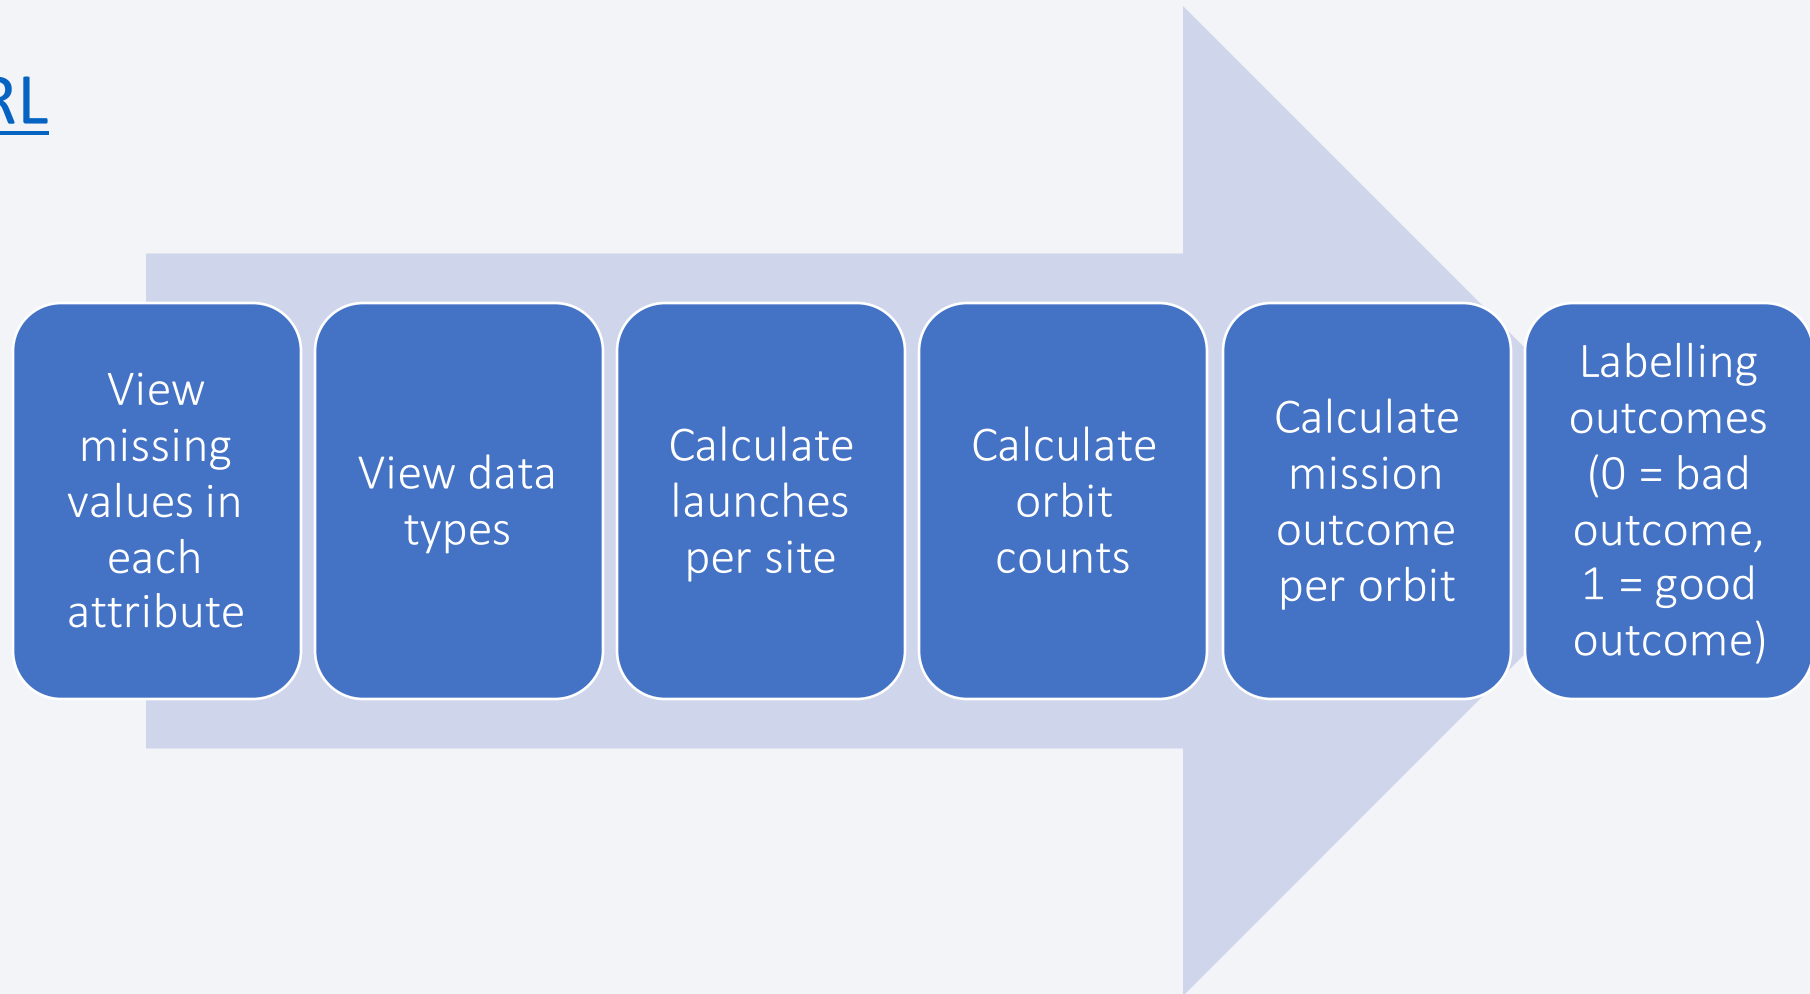 RL
View
missing
values in
each
attribute
View data
types
Calculate
launches
per site
Calculate
orbit
counts
Calculate
mission
outcome
per orbit
Labelling
outcomes
(0 = bad
outcome,
1 = good
outcome)